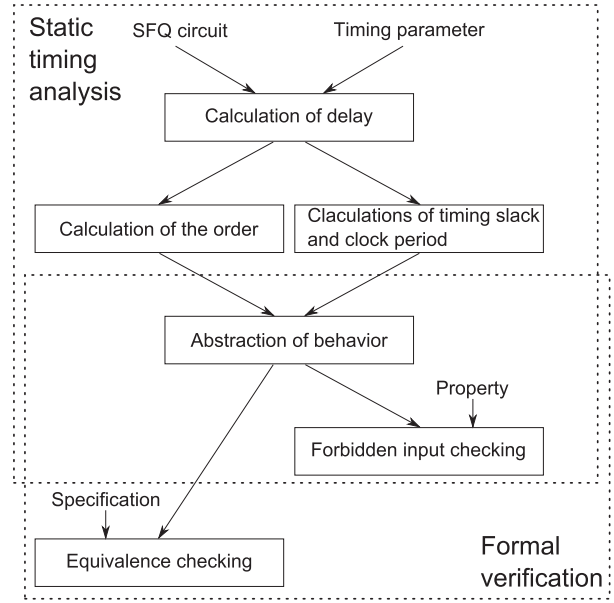 Static
timing
analysis
SFQ circuit
Timing parameter
Calculation of delay
Calculation of the order
Claculations of timing slack
and clock period
Abstraction of behavior
Property
Forbidden input checking
Specification
Equivalence checking
Formal
verification